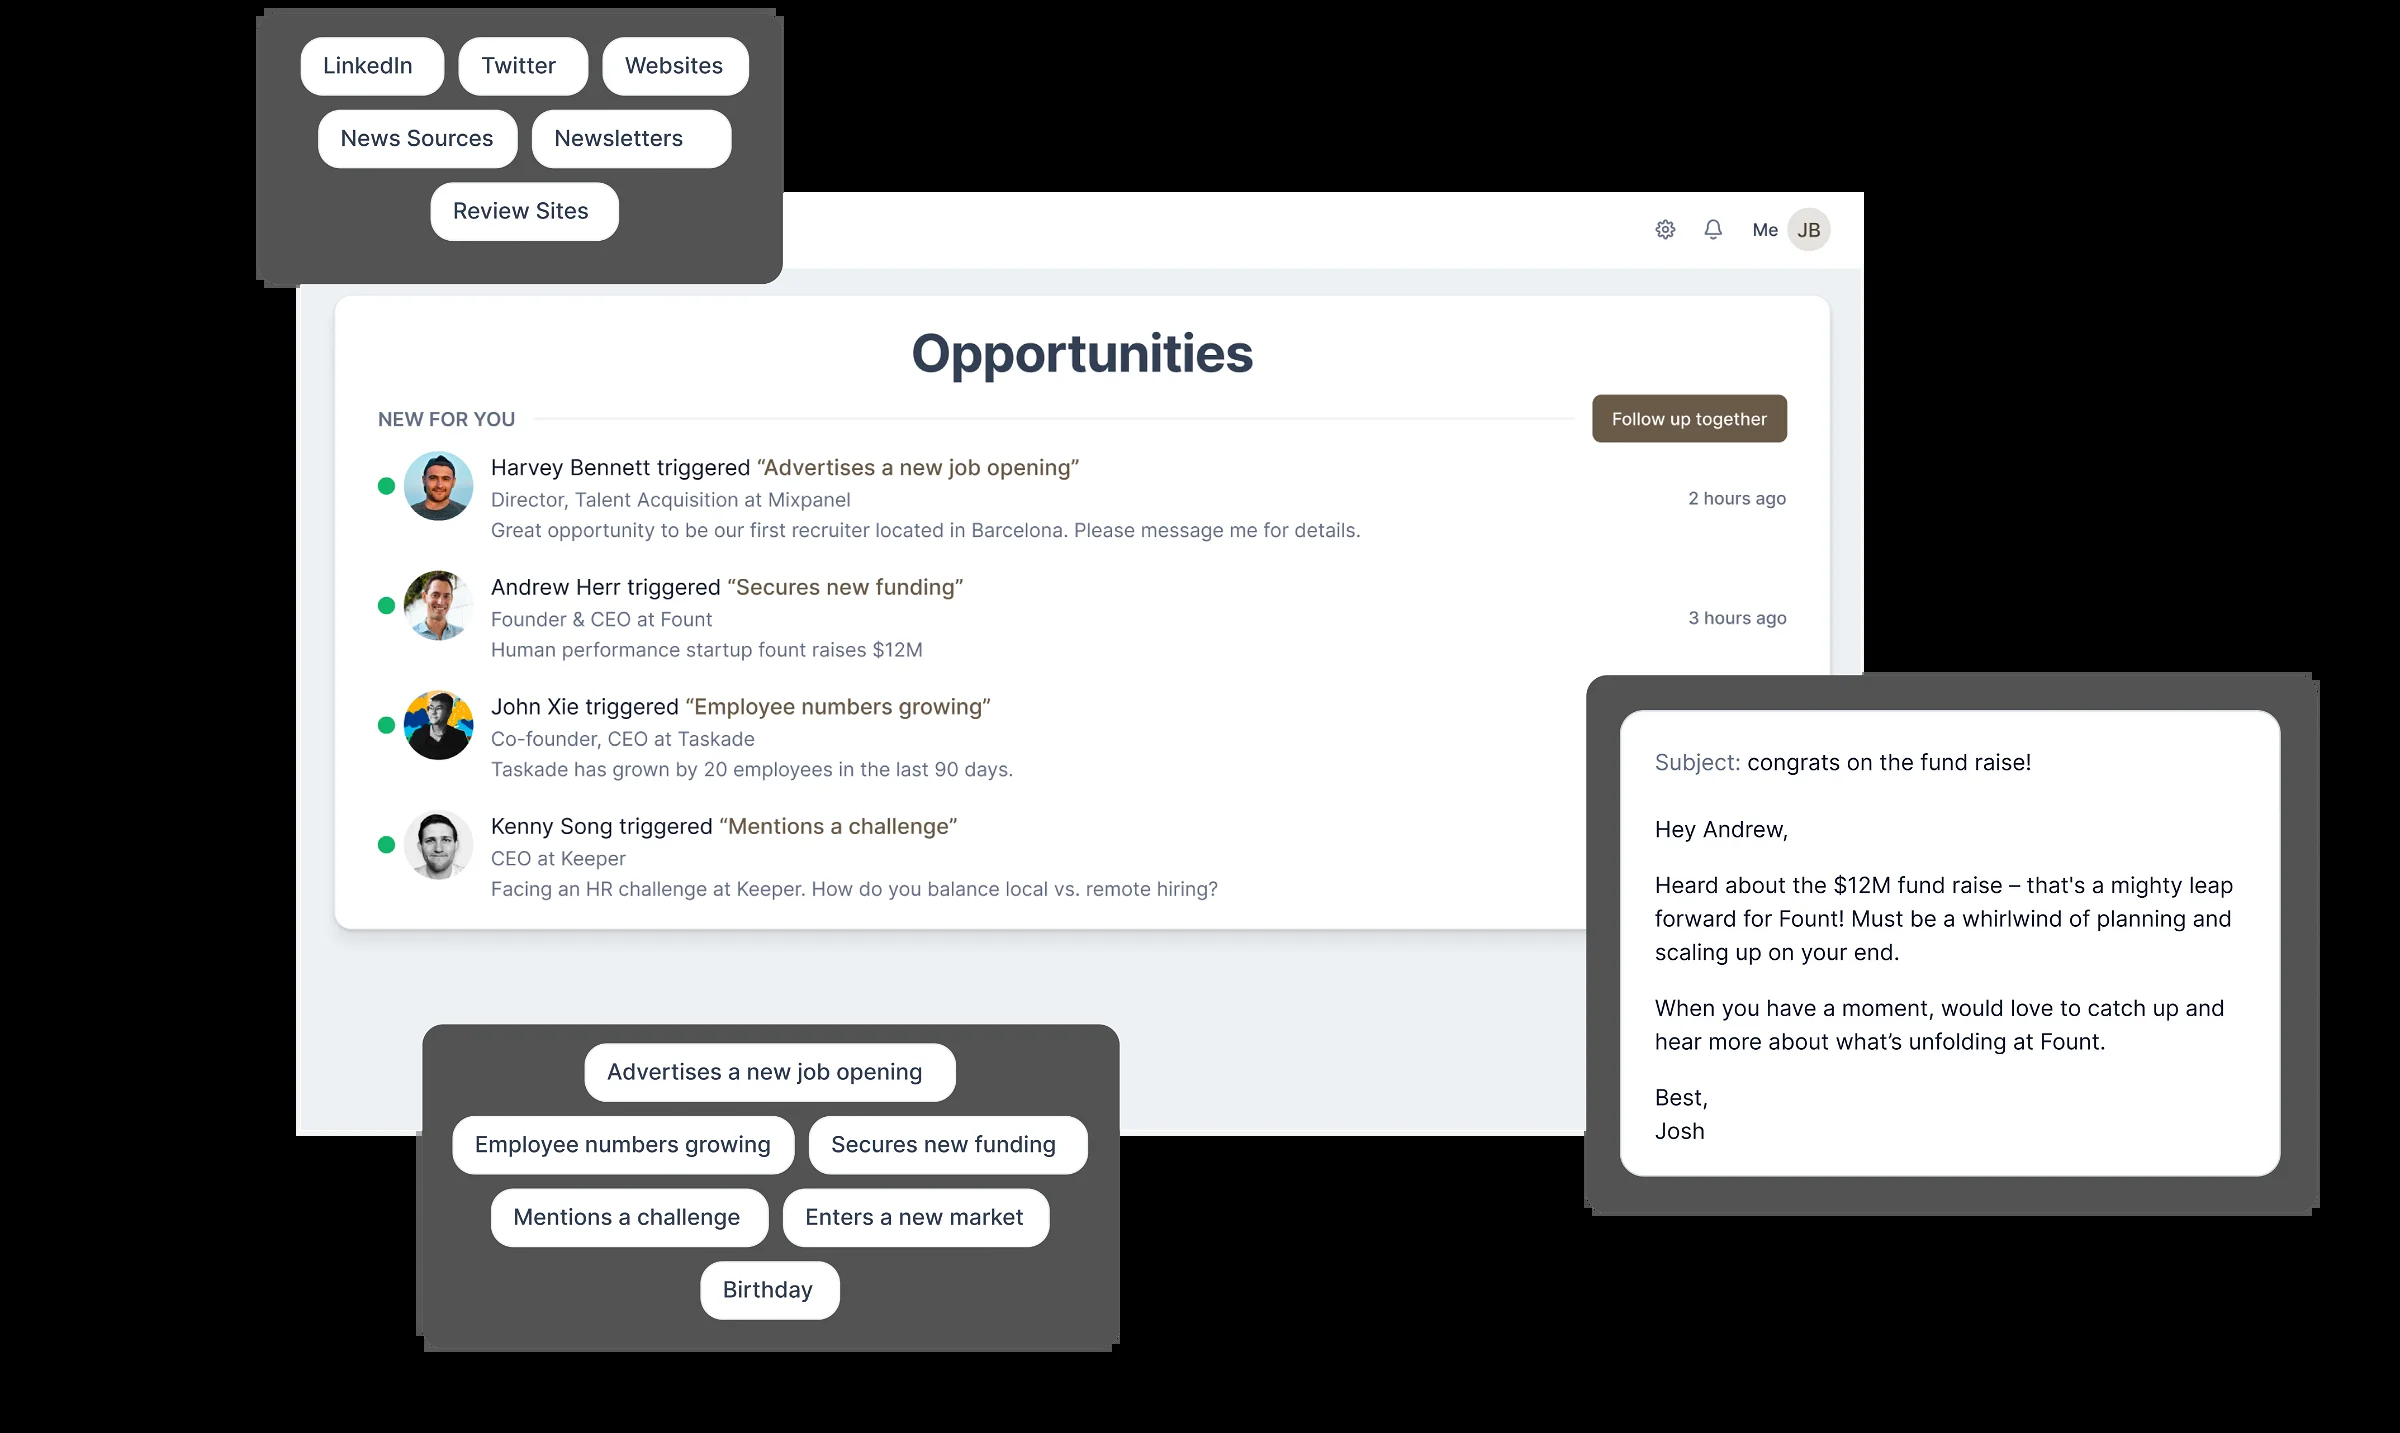 LinkedIn
Twitter
Websites
News Sources
Newsletters
Review Sites
Me
JB
Opportunities
NEW FOR YOU
Follow up together
Harvey Bennett triggered “Advertises a new job opening”
Director, Talent Acquisition at Mixpanel
2 hours ago
Great opportunity to be our first recruiter located in Barcelona. Please message me for details.
Andrew Herr triggered “Secures new funding”
Founder & CEO at Fount
3 hours ago
Human performance startup fount raises $12M
John Xie triggered “Employee numbers growing”
Co-founder, CEO at Taskade
Taskade has grown by 20 employees in the last 90 days.
Kenny Song triggered “Mentions a challenge”
CEO at Keeper
Facing an HR challenge at Keeper. How do you balance local vs. remote hiring?
Subject: congrats on the fund raise!
Hey Andrew,
Heard about the $12M fund raise – that's a mighty leap
forward for Fount! Must be a whirlwind of planning and
scaling up on your end.
When you have a moment, would love to catch up and
hear more about what’s unfolding at Fount.
Best,
Josh
Advertises a new job opening
Employee numbers growing
Secures new funding
Mentions a challenge
Enters a new market
Birthday